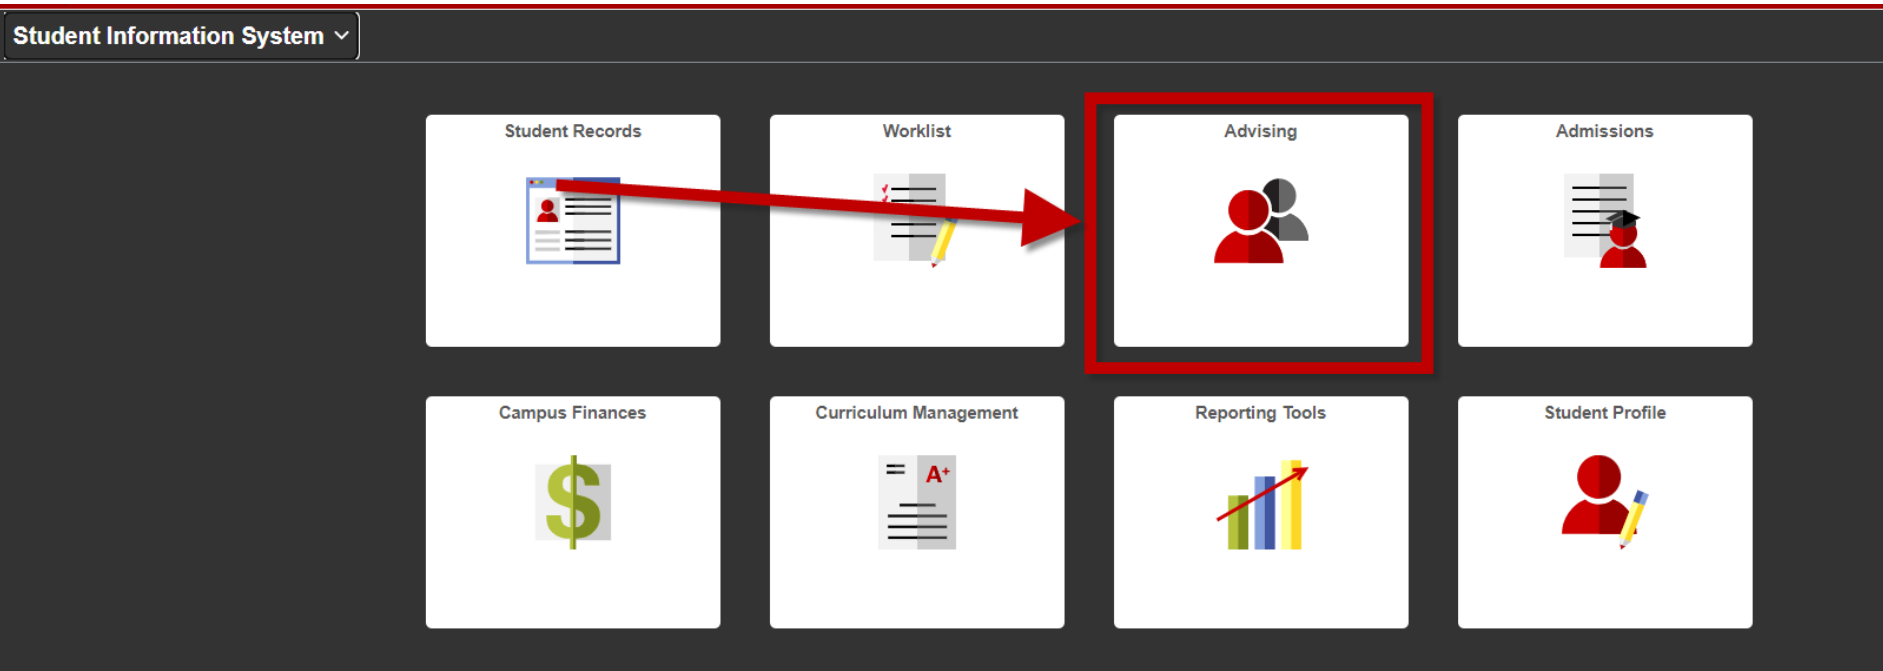 Student Information System
Student Records
Worklist
Advising
Admissions
Campus Finances
Curriculum Management
A+
Reporting Tools
Student Profile